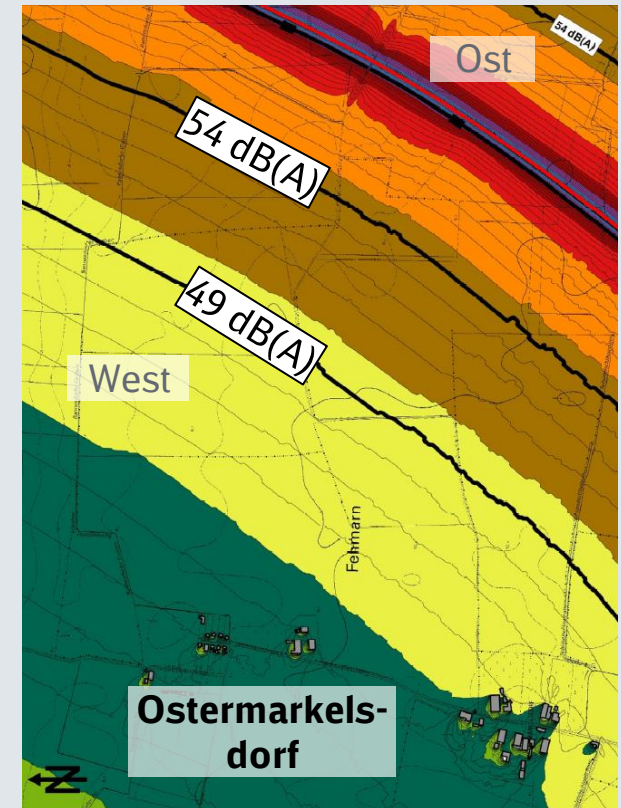 54 dB(A)
Ost
54 dB(A)
49 dB(A)
West
Fehmarn
Ostermarkels-
dorf
N